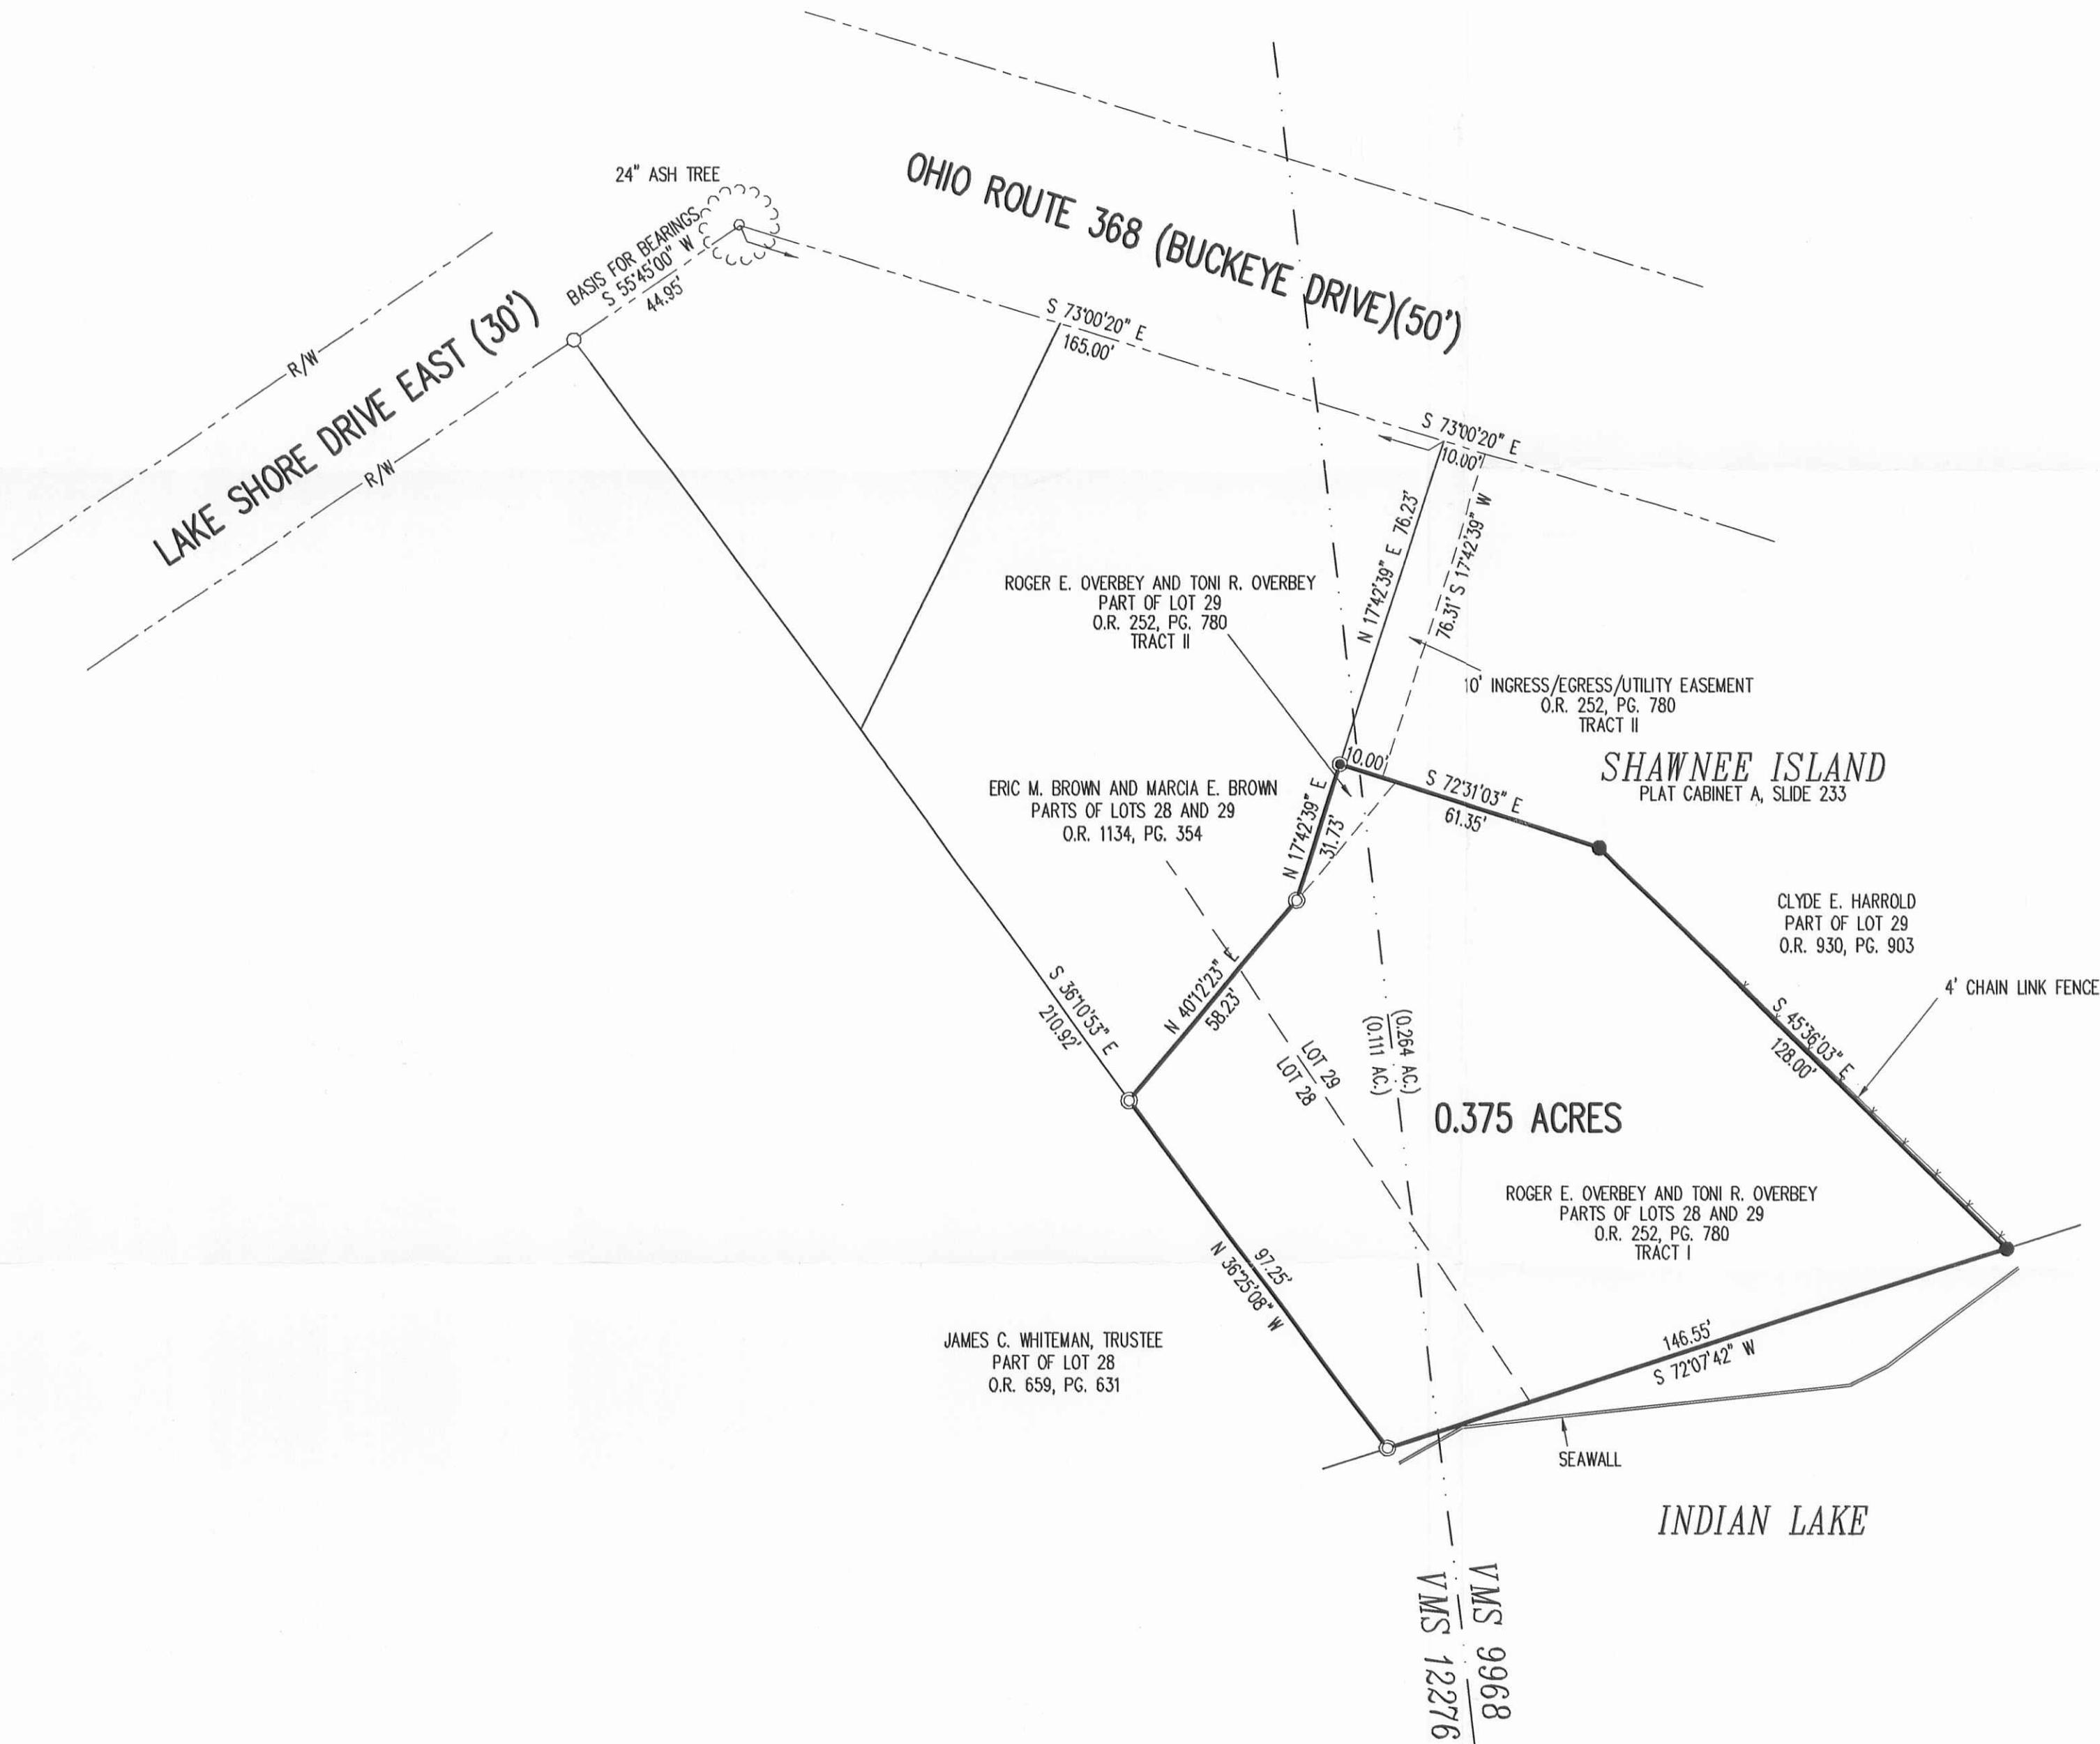 24" ASH TREE
OHIO ROUTE 368 (BUCKEYE DRIVE)(50')
BASIS FOR BEARINGS
S 55°45'00" W
44.95'
LAKE SHORE DRIVE EAST (30')
R/W
R/W
S 73°00'20" E
165.00'
S 73°00'20" E
10.00'
N 17°42'39" E 76.23'
76.31' S 17°42'39" W
ROGER E. OVERBEY AND TONI R. OVERBEY
PART OF LOT 29
O.R. 252, PG. 780
TRACT II
10' INGRESS/EGRESS/UTILITY EASEMENT
O.R. 252, PG. 780
TRACT II
SHAWNEE ISLAND
PLAT CABINET A, SLIDE 233
10.00'
S 72°31'03" E
61.35'
ERIC M. BROWN AND MARCIA E. BROWN
PARTS OF LOTS 28 AND 29
O.R. 1134, PG. 354
N 17°42'39" E
31.73'
CLYDE E. HARROLD
PART OF LOT 29
O.R. 930, PG. 903
4' CHAIN LINK FENCE
S 45°36'03" E
128.00'
S 36°10'53" E
210.92'
N 40°12'23" E
58.23'
LOT 29
LOT 28
(0.264 AC.)
(0.111 AC.)
0.375 ACRES
ROGER E. OVERBEY AND TONI R. OVERBEY
PARTS OF LOTS 28 AND 29
O.R. 252, PG. 780
TRACT I
97.25'
N 36°25'08" W
146.55'
S 72°07'42" W
JAMES C. WHITEMAN, TRUSTEE
PART OF LOT 28
O.R. 659, PG. 631
SEAWALL
INDIAN LAKE
VMS 9968
VMS 12276